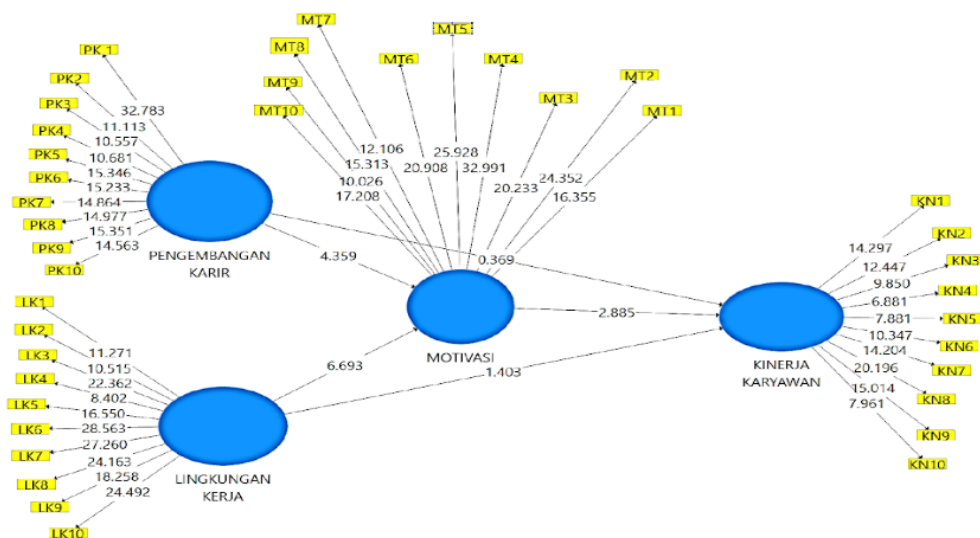 PK 1
PK2
PK3
PK4
PK5
PK6
PK7
PK8
PK9
PK10
32.783
11.113
10.557
10.681
15.346
15.233
14.864
14.977
15.351
14.563
PENGEMBANGAN
KARIR
LK1
LK2
LK3
LK4
LK5
LK6
LK7
LK8
LK9
LK10
11.271
10.515
22.362
8.402
16.550
28.563
27.260
24.163
18.258
24.492
LINGKUNGAN
KERJA
MT10
MT9
MT8
MT7
MT6
MT5
MT4
MT3
MT2
MT1
12.106
15.313
10.026
17.208
20.908
25.928
32.991
20.233
24.352
16.355
MOTIVASI
4.359
0.369
6.693
2.885
1.403
KINERJA
KARYAWAN
KN1
KN2
KN3
KN4
KN5
KN6
KN7
KN8
KN9
KN10
14.297
12.447
9.850
6.881
7.881
10.347
14.204
20.196
15.014
7.961